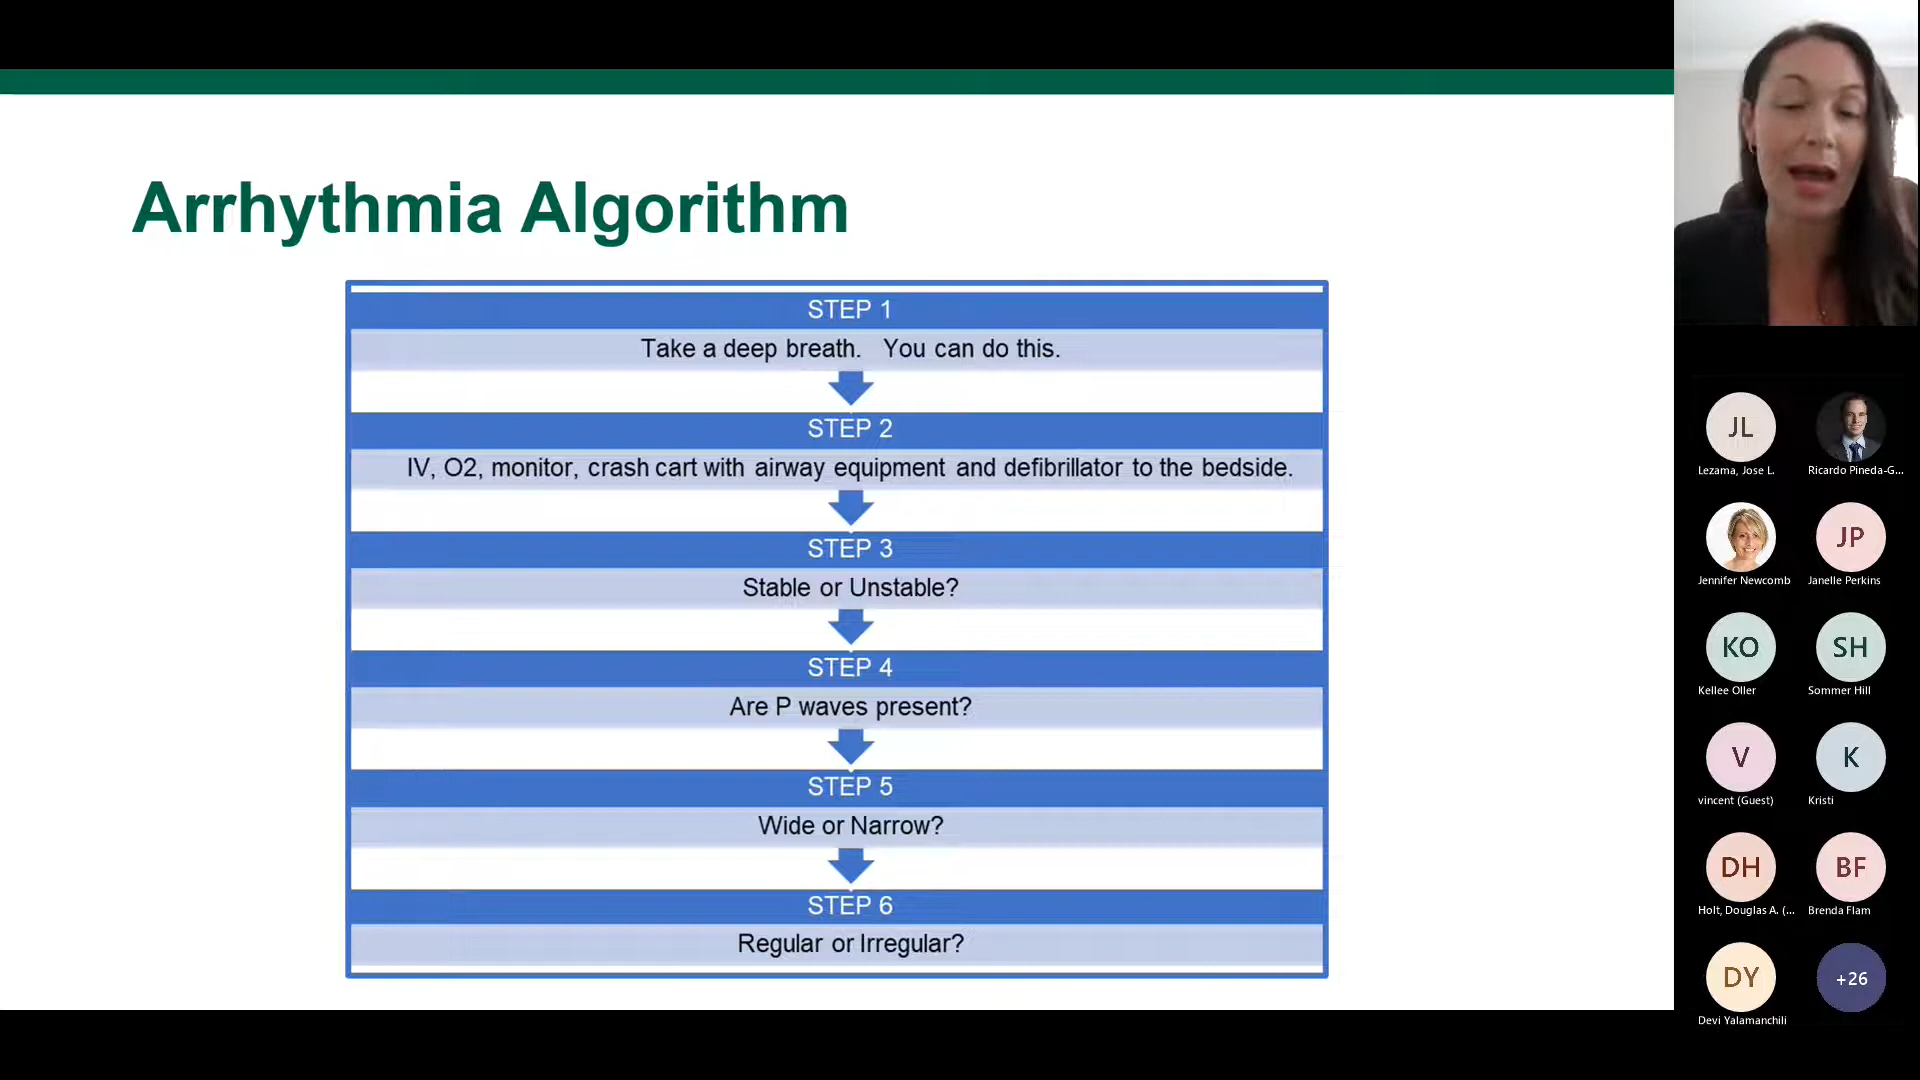 Arrhythmia Algorithm
STEP 1
Take a deep breath. You can do this.
STEP 2
IV, O2, monitor, crash cart with airway equipment and defibrillator to the bedside.
STEP 3
Stable or Unstable?
STEP 4
Are P waves present?
STEP 5
Wide or Narrow?
STEP 6
Regular or Irregular?
JL
Lezama, Jose L.
Ricardo Pineda-G...
Jennifer Newcomb
JP
Janelle Perkins
KO
Kellee Oller
SH
Sommer Hill
V
vincent (Guest)
K
Kristi
DH
Holt, Douglas A. (...
BF
Brenda Flam
DY
Devi Yalamanchili
+26